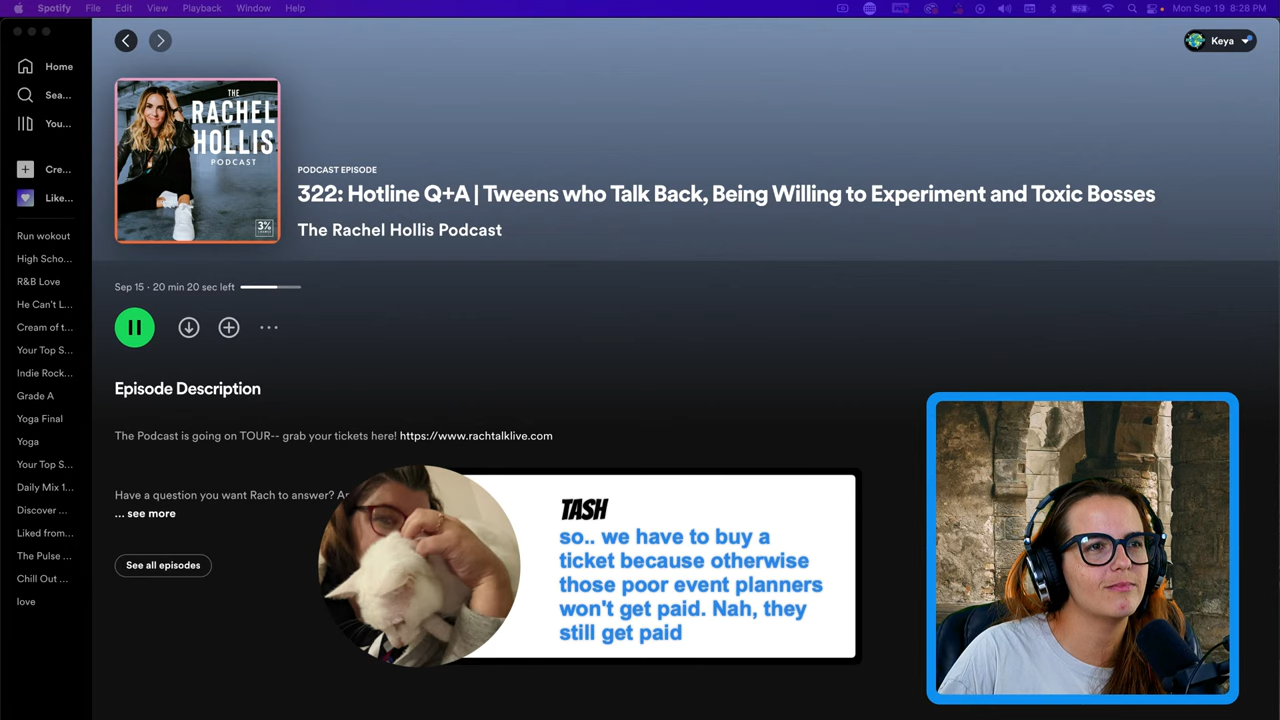 Spotify File Edit View Playback Window Help
Mon Sep 19 8:28 PM
Keya
Home
Sea...
You...
Cre...
Like...
Run wokout
High Scho...
R&B Love
He Can't L...
Cream of t...
Your Top S...
Indie Rock...
Grade A
Yoga Final
Yoga
Your Top S...
Daily Mix 1...
Discover ...
Liked from...
The Pulse ...
Chill Out ...
love
THE
RACHEL
HOLLIS
PODCAST
3%
PODCAST EPISODE
322: Hotline Q+A | Tweens who Talk Back, Being Willing to Experiment and Toxic Bosses
The Rachel Hollis Podcast
Sep 15 · 20 min 20 sec left
Episode Description
The Podcast is going on TOUR-- grab your tickets here! https://www.rachtalklive.com
Have a question you want Rach to answer?
... see more
See all episodes
TASH
so.. we have to buy a
ticket because otherwise
those poor event planners
won't get paid. Nah, they
still get paid